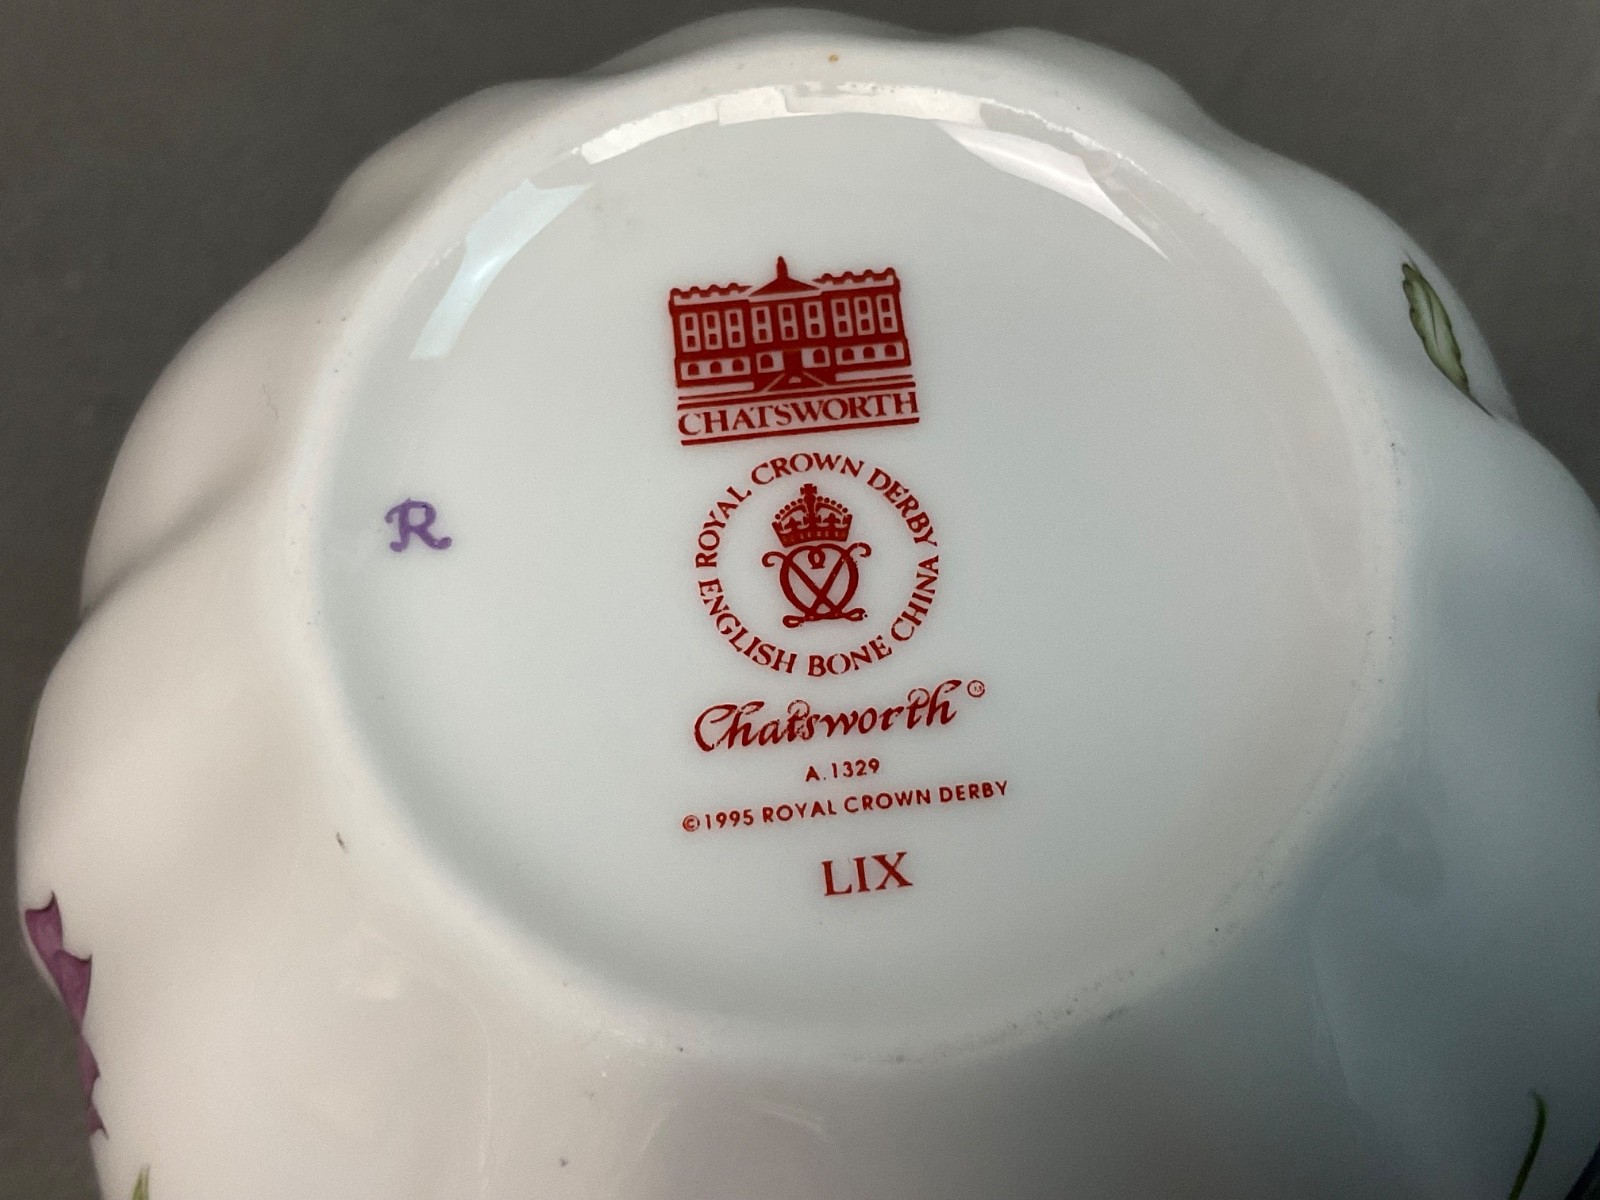 CHATSWORTH
ROYAL CROWN DERBY
ENGLISH BONE CHINA
R
Chatsworth
A.1329
©1995 ROYAL CROWN DERBY
LIX